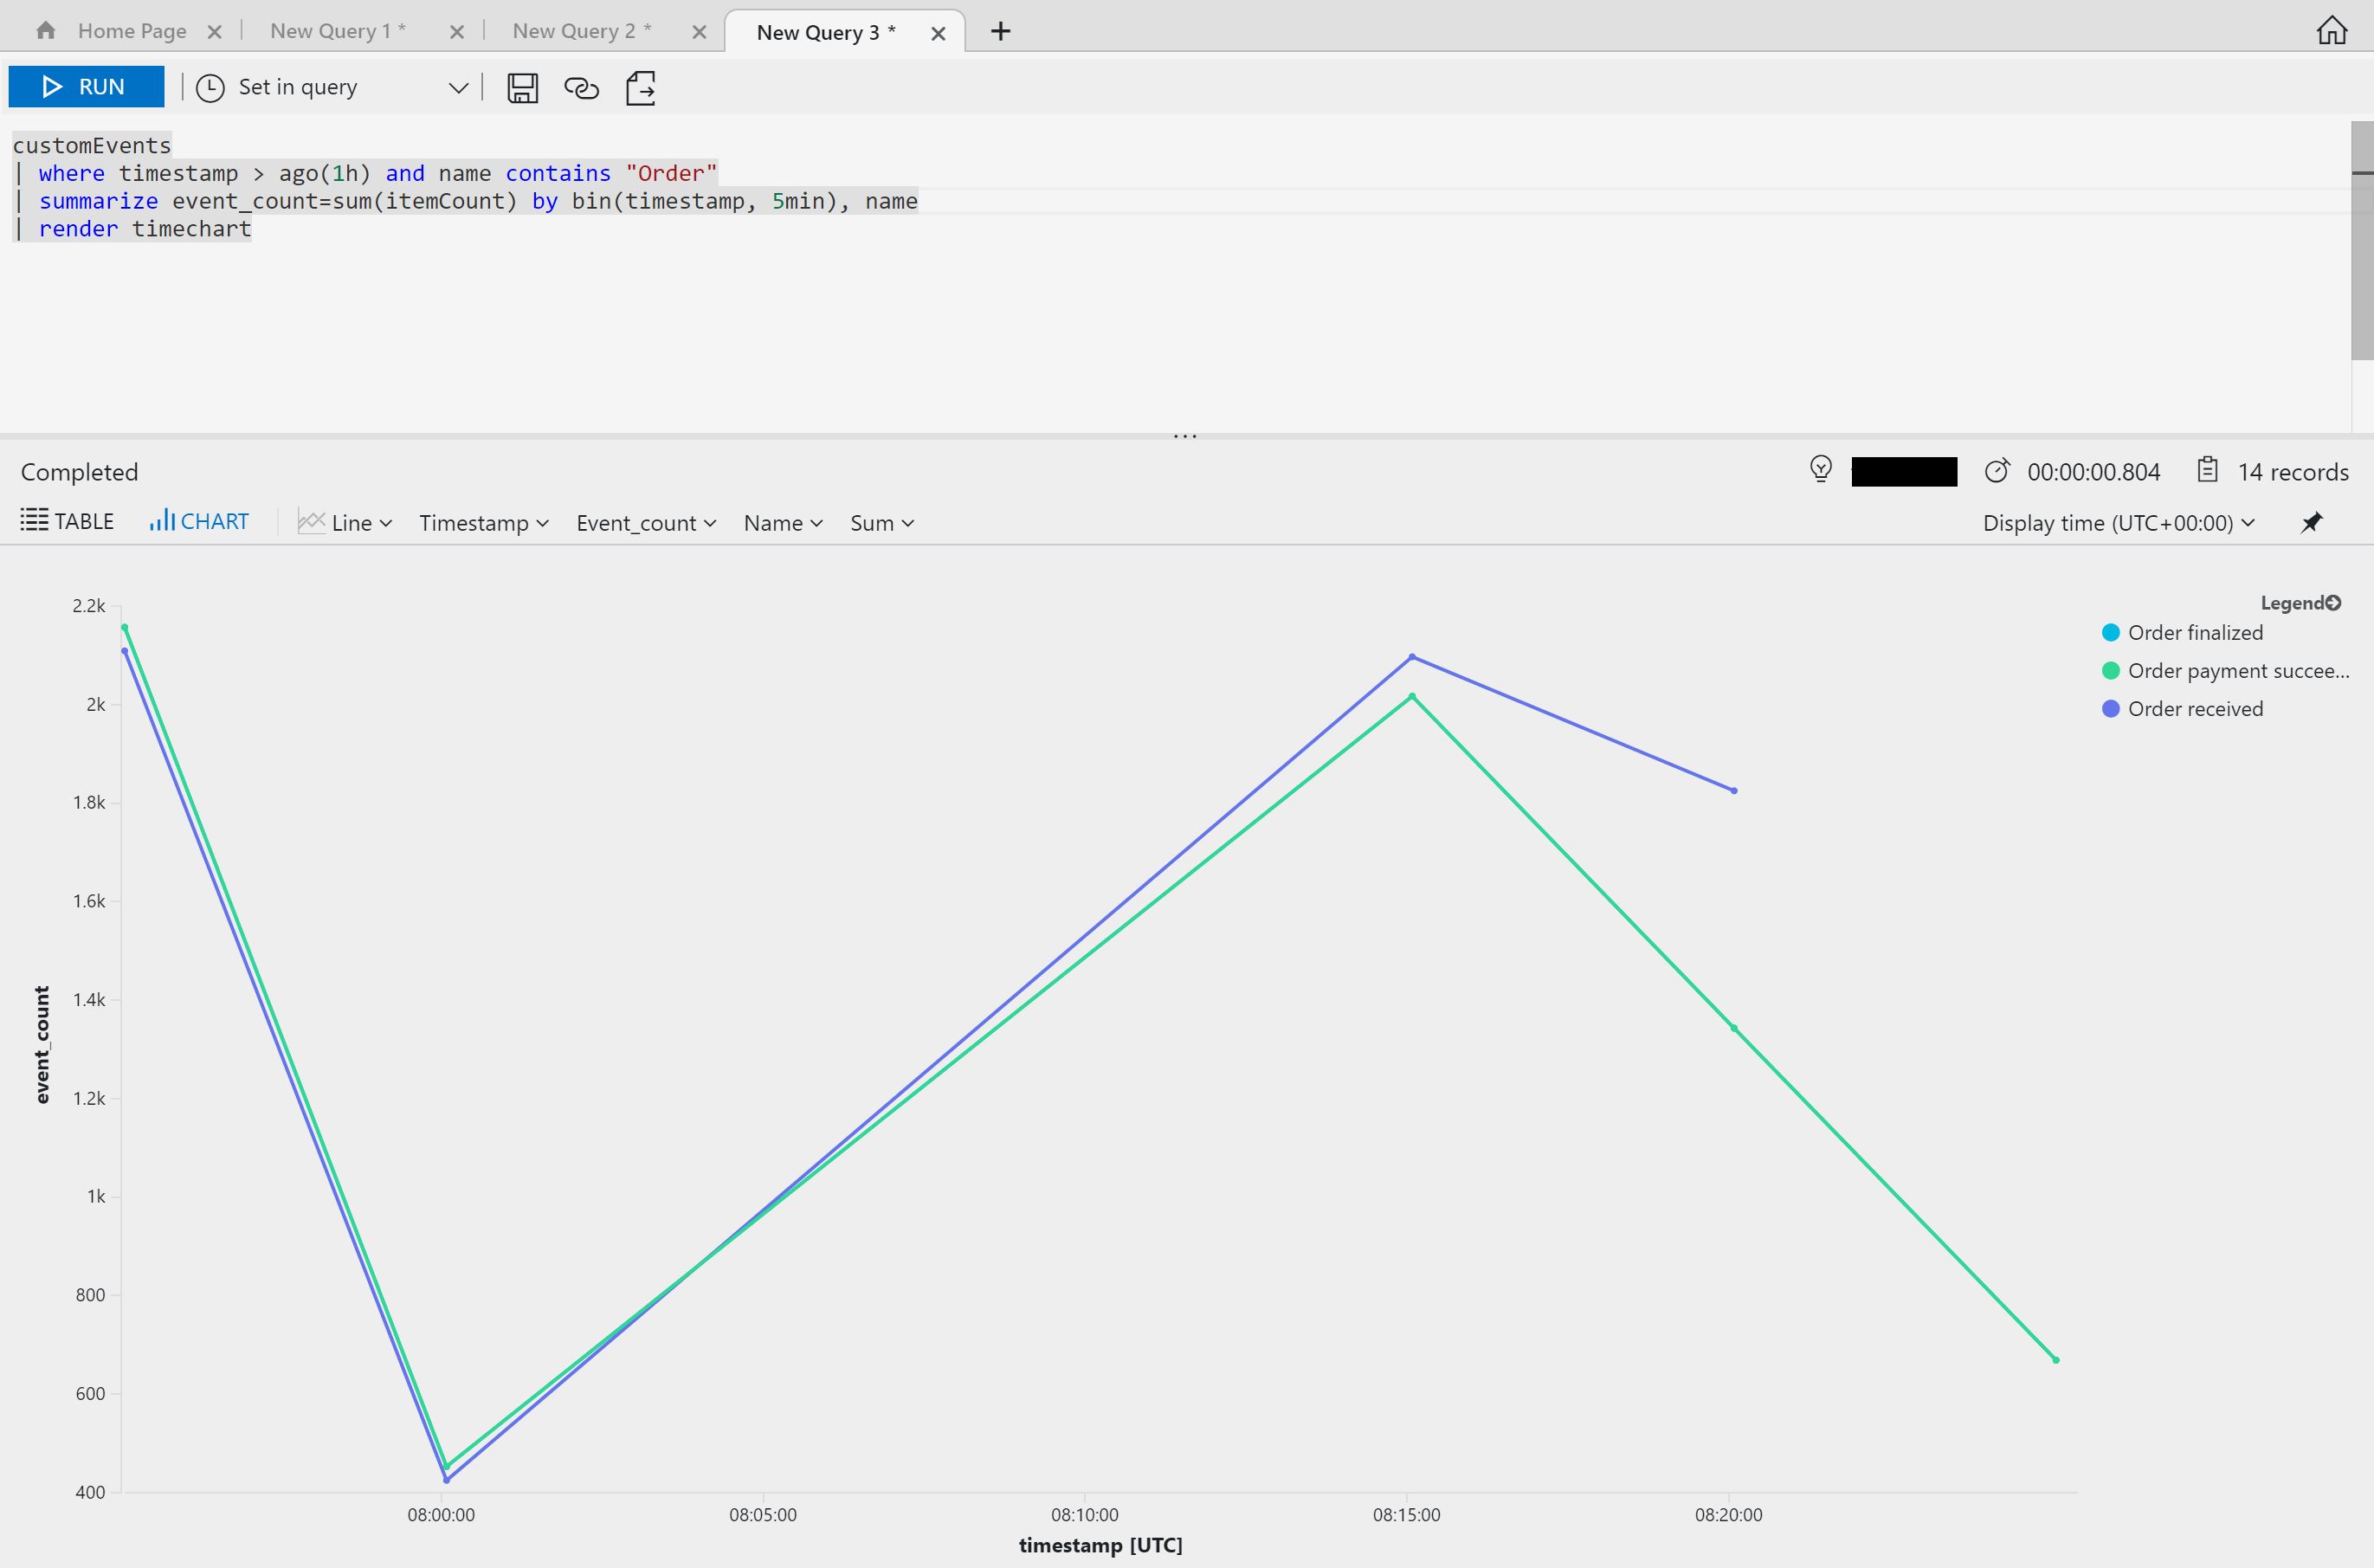 Home Page
New Query 1 *
New Query 2 *
New Query 3 *
RUN
Set in query
customEvents
| where timestamp > ago(1h) and name contains "Order"
| summarize event_count=sum(itemCount) by bin(timestamp, 5min), name
| render timechart
Completed
00:00:00.804
14 records
TABLE
CHART
Line
Timestamp
Event_count
Name
Sum
Display time (UTC+00:00)
Legend
Order finalized
Order payment succee...
Order received
2.2k
2k
1.8k
1.6k
1.4k
1.2k
1k
800
600
400
event_count
08:00:00
08:05:00
08:10:00
08:15:00
08:20:00
timestamp [UTC]